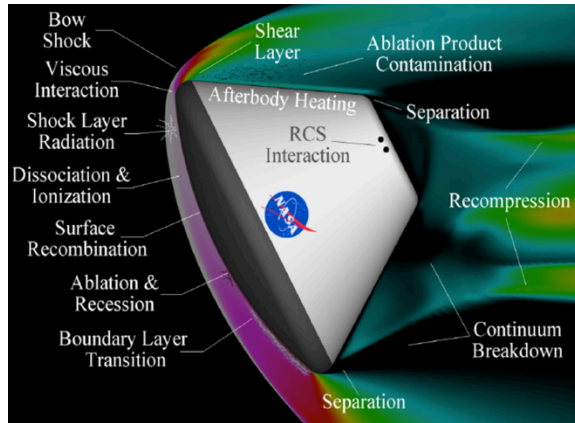 Bow
Shock
Shear
Layer
Ablation Product
Contamination
Viscous
Interaction
Afterbody Heating
Separation
Shock Layer
Radiation
RCS
Interaction
Dissociation &
Ionization
Recompression
NASA
Surface
Recombination
Ablation &
Recession
Boundary Layer
Transition
Continuum
Breakdown
Separation